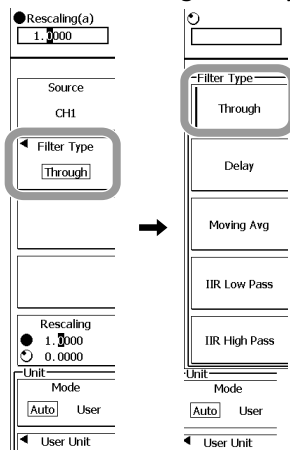 Rescaling(a)
1.0000
Source
CH1
Filter Type
Through
Rescaling
1.0000
0.0000
Unit
Mode
Auto User
User Unit
Filter Type
Through
Delay
Moving Avg
IIR Low Pass
IIR High Pass
Unit
Mode
Auto User
User Unit